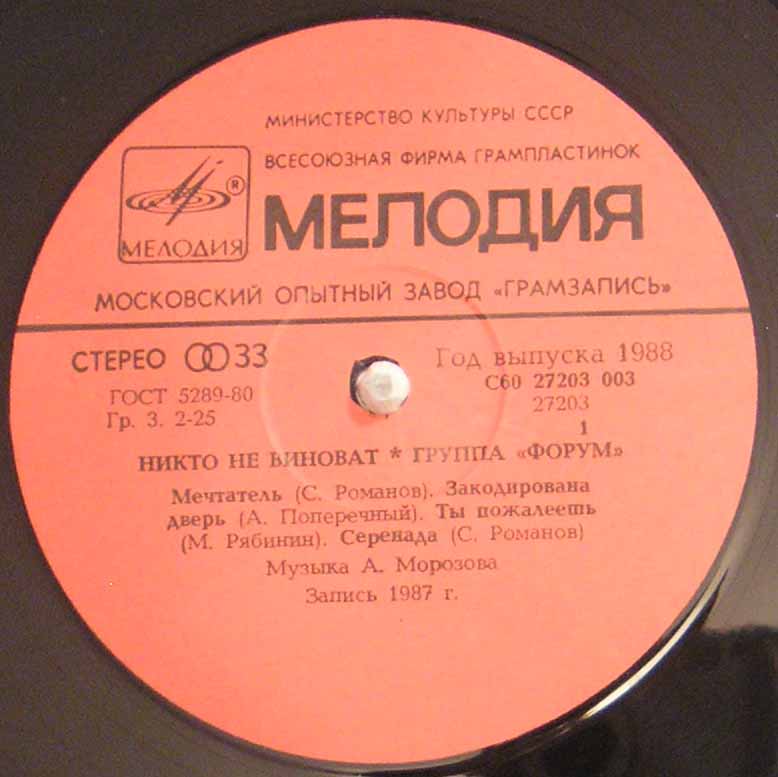 МИНИСТЕРСТВО КУЛЬТУРЫ СССР
ВСЕСОЮЗНАЯ ФИРМА ГРАМПЛАСТИНОК
®
МЕЛОДИЯ
МЕЛОДИЯ
МОСКОВСКИЙ ОПЫТНЫЙ ЗАВОД «ГРАМЗАПИСЬ»
СТЕРЕО 33
Год выпуска 1988
ГОСТ 5289-80
С60 27203 003
Гр. 3. 2-25
27203
1
НИКТО НЕ ВИНОВАТ * ГРУППА «ФОРУМ»
Мечтатель (С. Романов). Закодирована
дверь (А. Поперечный). Ты пожалеешь
(М. Рябинин). Серенада (С. Романов)
Музыка А. Морозова
Запись 1987 г.